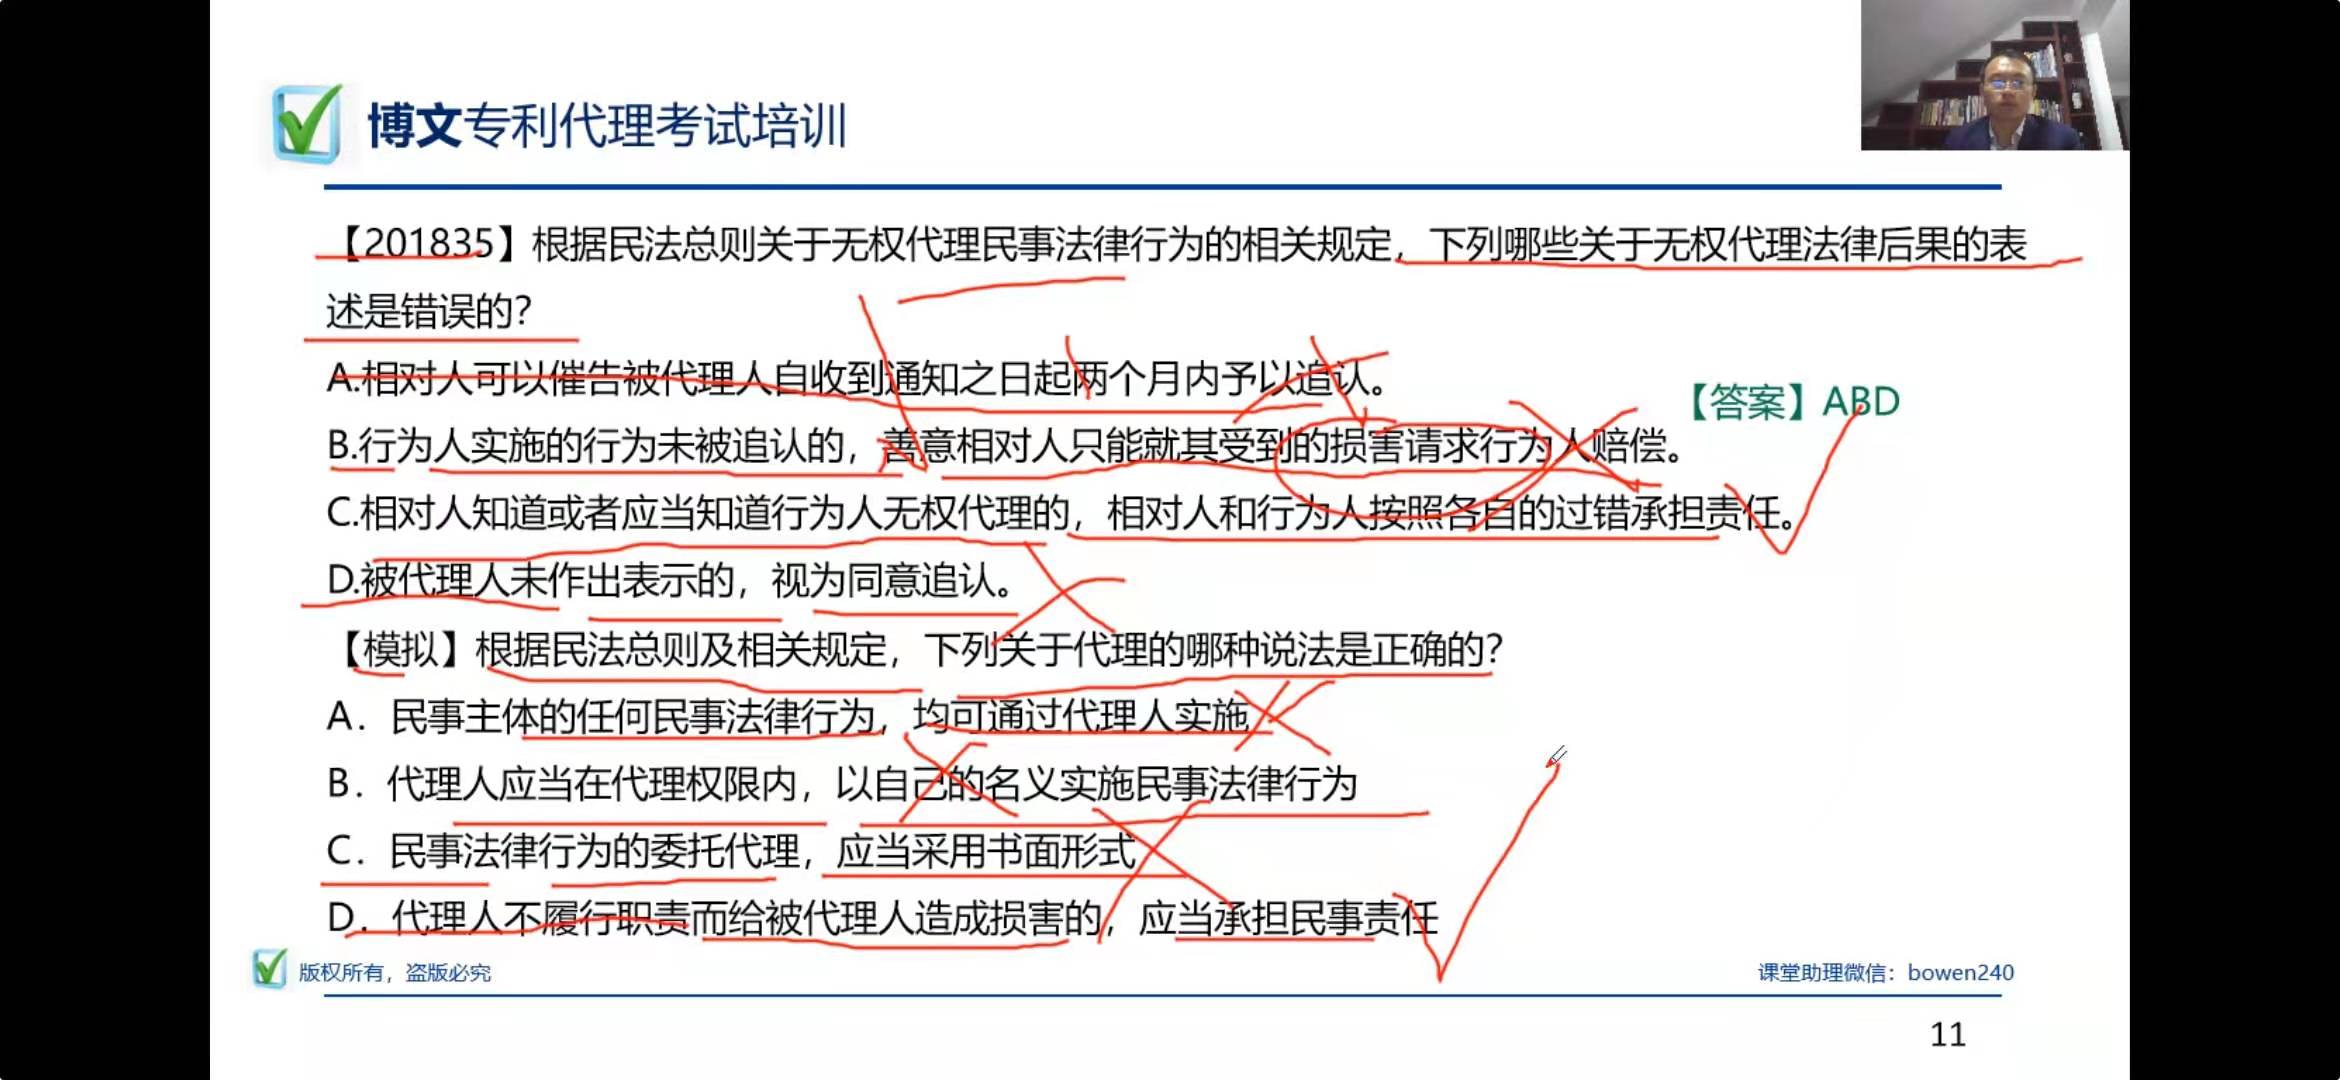 博文专利代理考试培训
【201835】根据民法总则关于无权代理民事法律行为的相关规定，下列哪些关于无权代理法律后果的表
述是错误的？
A.相对人可以催告被代理人自收到通知之日起两个月内予以追认。
【答案】ABD
B.行为人实施的行为未被追认的，善意相对人只能就其受到的损害请求行为人赔偿。
C.相对人知道或者应当知道行为人无权代理的，相对人和行为人按照各自的过错承担责任。
D.被代理人未作出表示的，视为同意追认。
【模拟】根据民法总则及相关规定，下列关于代理的哪种说法是正确的？
A．民事主体的任何民事法律行为，均可通过代理人实施
B．代理人应当在代理权限内，以自己的名义实施民事法律行为
C．民事法律行为的委托代理，应当采用书面形式
D．代理人不履行职责而给被代理人造成损害的，应当承担民事责任
版权所有，盗版必究
课堂助理微信：bowen240
11